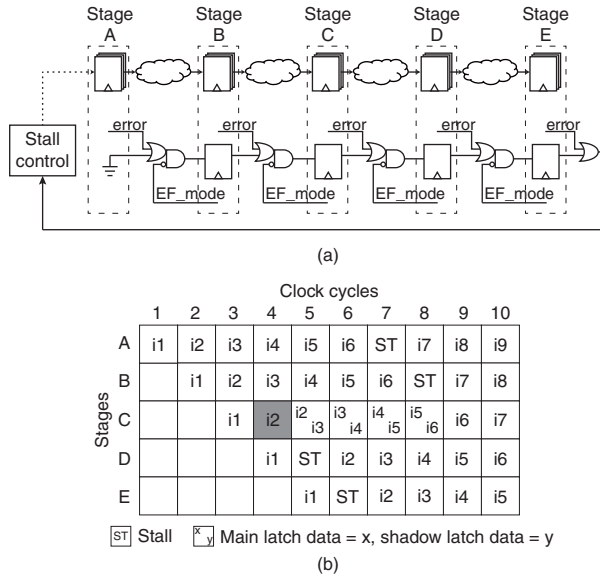 Stage Stage Stage Stage Stage
A B C D E
Stall
control
error error error error error
EF_mode EF_mode EF_mode EF_mode
(a)
Clock cycles
1 2 3 4 5 6 7 8 9 10
Stages
A i1 i2 i3 i4 i5 i6 ST i7 i8 i9
B i1 i2 i3 i4 i5 i6 ST i7 i8
C i1 i2 i2 i3 i3 i4 i4 i5 i5 i6 i6 i7
D i1 ST i2 i3 i4 i5 i6
E i1 ST i2 i3 i4 i5
ST Stall x y Main latch data = x, shadow latch data = y
(b)